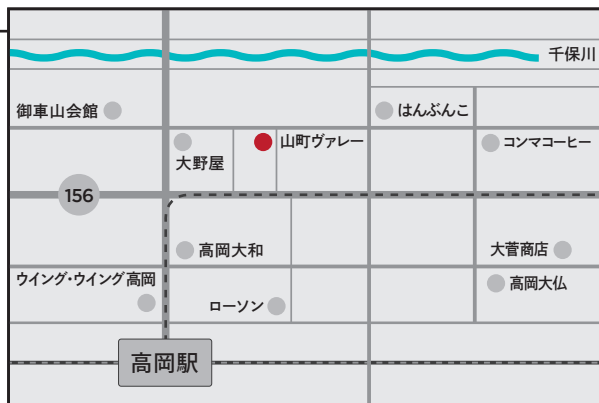 千保川
御車山会館
はんぶんこ
大野屋
山町ヴァレー
コンマコーヒー
156
高岡大和
大菅商店
ウイング・ウイング高岡
高岡大仏
ローソン
高岡駅